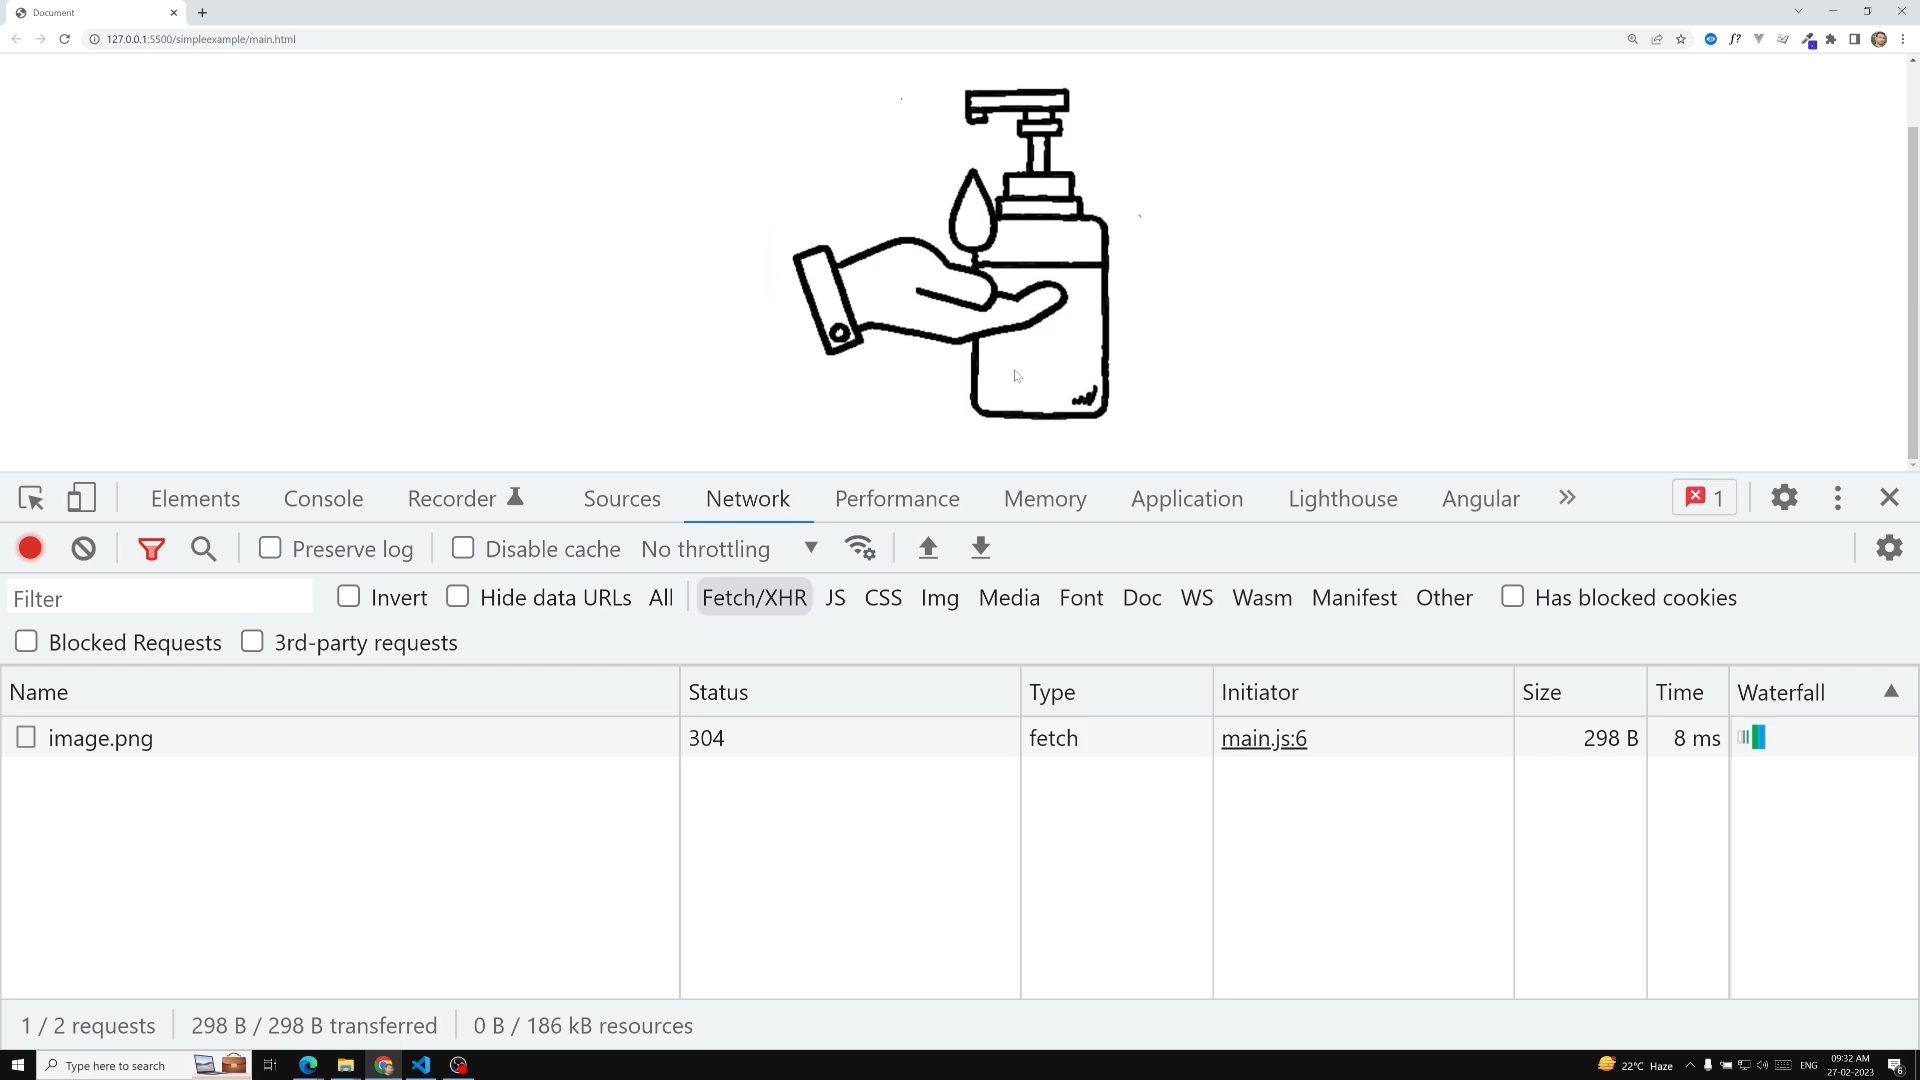 Document
127.0.0.1:5500/simpleexample/main.html
f?
Elements Console Recorder Sources Network Performance Memory Application Lighthouse Angular » 1
Preserve log Disable cache No throttling
Filter Invert Hide data URLs All Fetch/XHR JS CSS Img Media Font Doc WS Wasm Manifest Other Has blocked cookies
Blocked Requests 3rd-party requests
Name Status Type Initiator Size Time Waterfall
image.png 304 fetch main.js:6 298 B 8 ms
1 / 2 requests 298 B / 298 B transferred 0 B / 186 kB resources
Type here to search 22°C Haze ENG 09:32 AM
27-02-2023 6